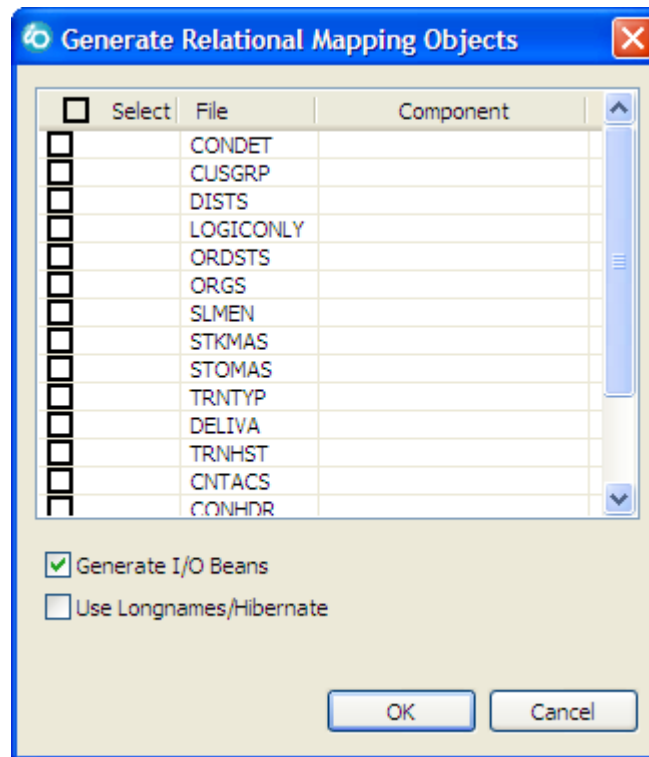 Generate Relational Mapping Objects
Select File Component
CONDET
CUSGRP
DISTS
LOGICONLY
ORDSTS
ORGS
SLMEN
STKMAS
STOMAS
TRNTYP
DELIVA
TRNHST
CNTACS
CONHDR
Generate I/O Beans
Use Longnames/Hibernate
OK Cancel